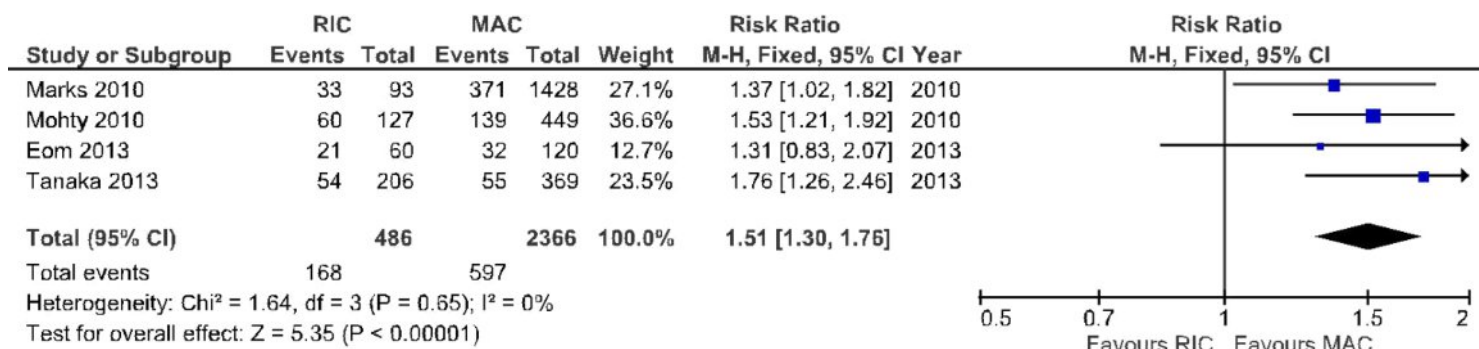 RIC MAC Risk Ratio Risk Ratio
Study or Subgroup Events Total Events Total Weight M-H, Fixed, 95% CI Year M-H, Fixed, 95% CI
Marks 2010 33 93 371 1428 27.1% 1.37 [1.02, 1.82] 2010
Mohty 2010 60 127 139 449 36.6% 1.53 [1.21, 1.92] 2010
Eom 2013 21 60 32 120 12.7% 1.31 [0.83, 2.07] 2013
Tanaka 2013 54 206 55 369 23.5% 1.76 [1.26, 2.46] 2013
Total (95% CI) 486 2366 100.0% 1.51 [1.30, 1.76]
Total events 168 597
Heterogeneity: Chi² = 1.64, df = 3 (P = 0.65); I² = 0%
Test for overall effect: Z = 5.35 (P < 0.00001)
0.5 0.7 1 1.5 2
Favours RIC Favours MAC